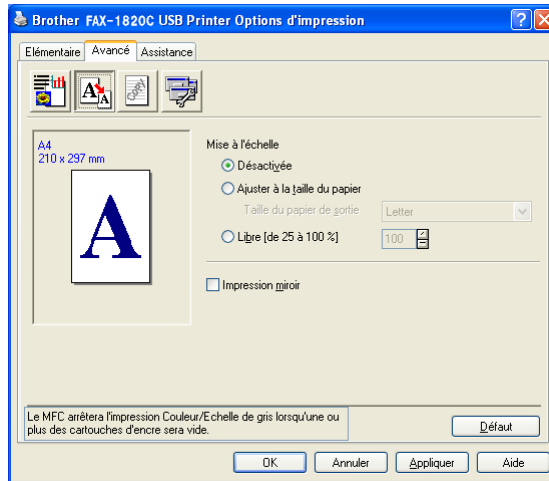 Brother FAX-1820C USB Printer Options d'impression
Elémentaire Avancé Assistance
A4
210 x 297 mm
A
Mise à l'échelle
Désactivée
Ajuster à la taille du papier
Taille du papier de sortie Letter
Libre [de 25 à 100 %] 100
Impression miroir
Le MFC arrêtera l'impression Couleur/Echelle de gris lorsqu'une ou
plus des cartouches d'encre sera vide.
Défaut
OK Annuler Appliquer Aide